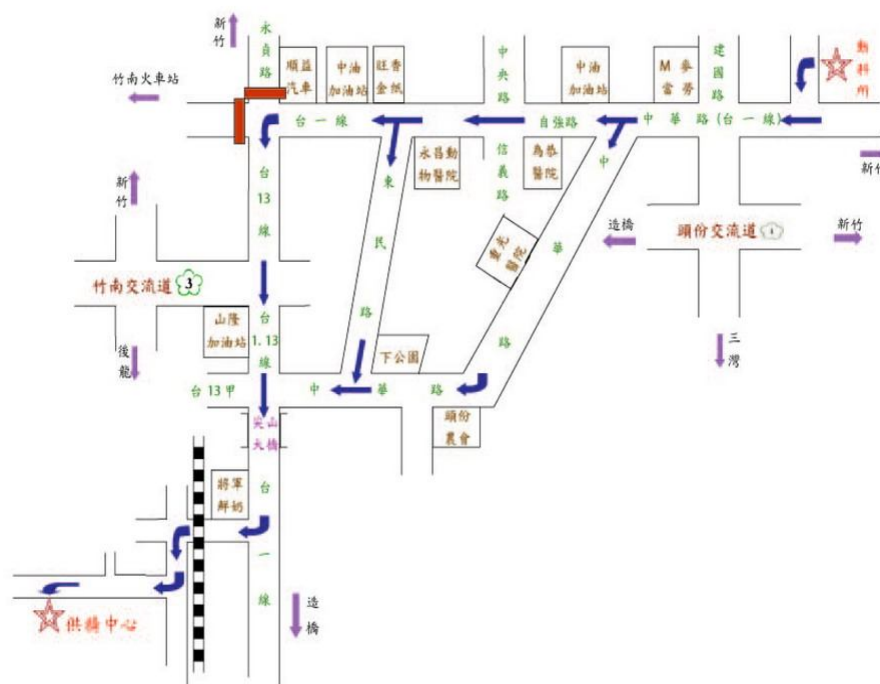 新竹
永貞路
順益
汽車
中油
加油站
旺香
金紙
中央路
中油
加油站
M 麥
當勞
建國路
動科所
竹南火車站
台一線
自強路
中華路(台一線)
新竹
永昌動
物醫院
信義路
為恭
醫院
台13線
東民路
中華路
重光
醫院
新竹
造橋
新竹
頭份交流道 1
竹南交流道 3
山隆
加油站
台1.13線
後龍
三灣
下公園
台13甲
中華路
尖山
大橋
頭份
農會
將軍
鮮奶
台一線
造橋
供精中心